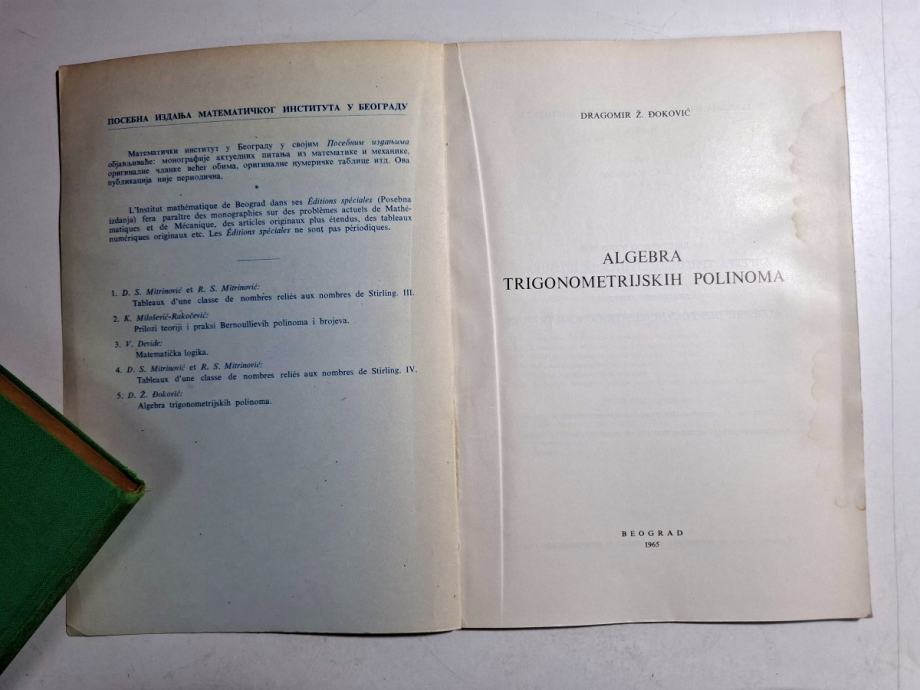 ПОСЕБНА ИЗДАЊА МАТЕМАТИЧКОГ ИНСТИТУТА У БЕОГРАДУ
Математички институт у Београду у својим Посебним издањима
објављиваће: монографије актуелних питања из математике и механике,
оригиналне чланке већег обима, оригиналне нумеричке таблице итд. Ова
публикација није периодична.
*
L'Institut mathématique de Beograd dans ses Éditions spéciales (Posebna
izdanja) fera paraître des monographies sur des problèmes actuels de Mathé-
matiques et de Mécanique, des articles originaux plus étendus, des tableaux
numériques originaux etc. Les Éditions spéciales ne sont pas périodiques.
1. D. S. Mitrinović et R. S. Mitrinović:
Tableaux d'une classe de nombres reliés aux nombres de Stirling. III.
2. K. Milošević-Rakočević:
Prilozi teoriji i praksi Bernoullievih polinoma i brojeva.
3. V. Devide:
Matematička logika.
4. D. S. Mitrinović et R. S. Mitrinović:
Tableaux d'une classe de nombres reliés aux nombres de Stirling. IV.
5. D. Ž. Đoković:
Algebra trigonometrijskih polinoma.
DRAGOMIR Ž. ĐOKOVIĆ
ALGEBRA
TRIGONOMETRIJSKIH POLINOMA
BEOGRAD
1965